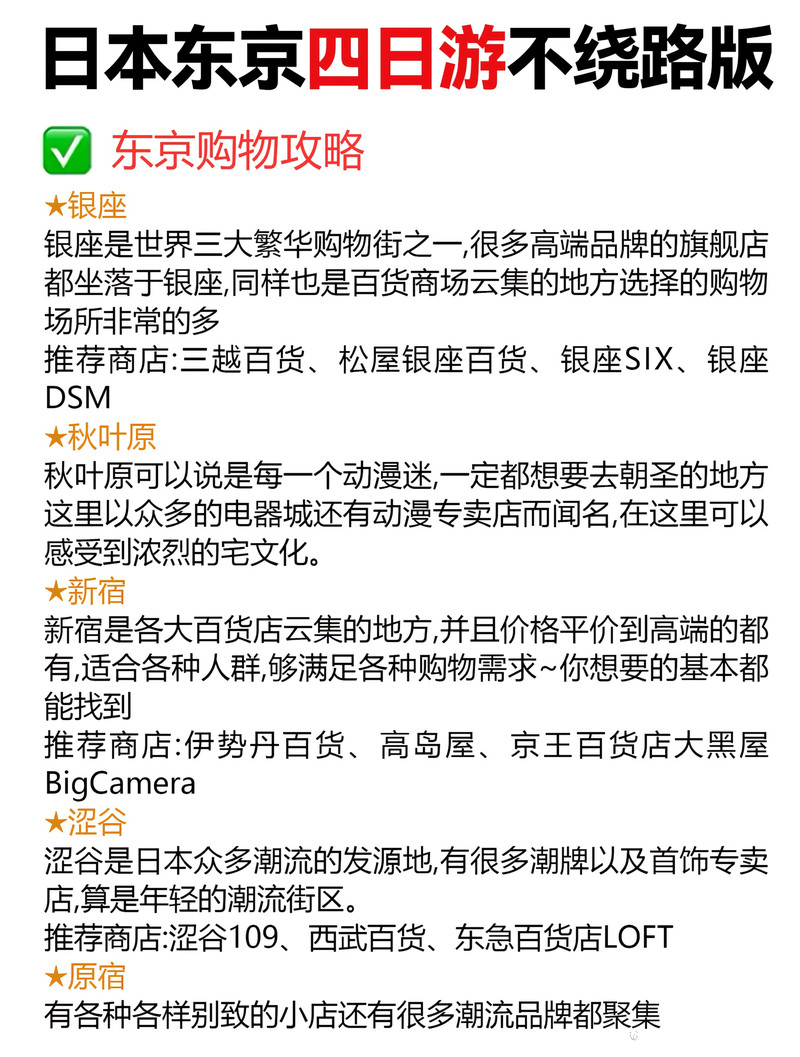 日本东京四日游不绕路版
✅ 东京购物攻略
★银座
银座是世界三大繁华购物街之一,很多高端品牌的旗舰店
都坐落于银座,同样也是百货商场云集的地方选择的购物
场所非常的多
推荐商店:三越百货、松屋银座百货、银座SIX、银座
DSM
★秋叶原
秋叶原可以说是每一个动漫迷,一定都想要去朝圣的地方
这里以众多的电器城还有动漫专卖店而闻名,在这里可以
感受到浓烈的宅文化。
★新宿
新宿是各大百货店云集的地方,并且价格平价到高端的都
有,适合各种人群,够满足各种购物需求~你想要的基本都
能找到
推荐商店:伊势丹百货、高岛屋、京王百货店大黑屋
BigCamera
★涩谷
涩谷是日本众多潮流的发源地,有很多潮牌以及首饰专卖
店,算是年轻的潮流街区。
推荐商店:涩谷109、西武百货、东急百货店LOFT
★原宿
有各种各样别致的小店还有很多潮流品牌都聚集